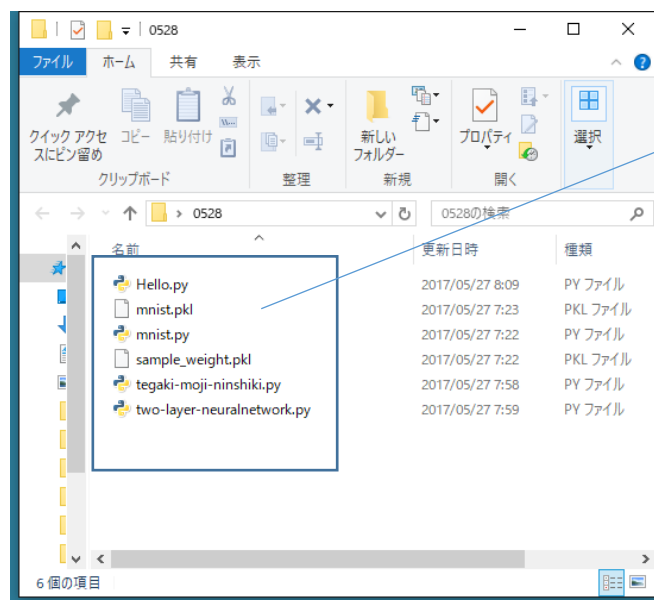 0528
ファイル ホーム 共有 表示
クイック アクセスにピン留め
コピー
貼り付け
クリップボード
整理
新しいフォルダー
新規
プロパティ
開く
選択
0528
0528の検索
名前 更新日時 種類
Hello.py 2017/05/27 8:09 PY ファイル
mnist.pkl 2017/05/27 7:23 PKL ファイル
mnist.py 2017/05/27 7:22 PY ファイル
sample_weight.pkl 2017/05/27 7:22 PKL ファイル
tegaki-moji-ninshiki.py 2017/05/27 7:58 PY ファイル
two-layer-neuralnetwork.py 2017/05/27 7:59 PY ファイル
6 個の項目